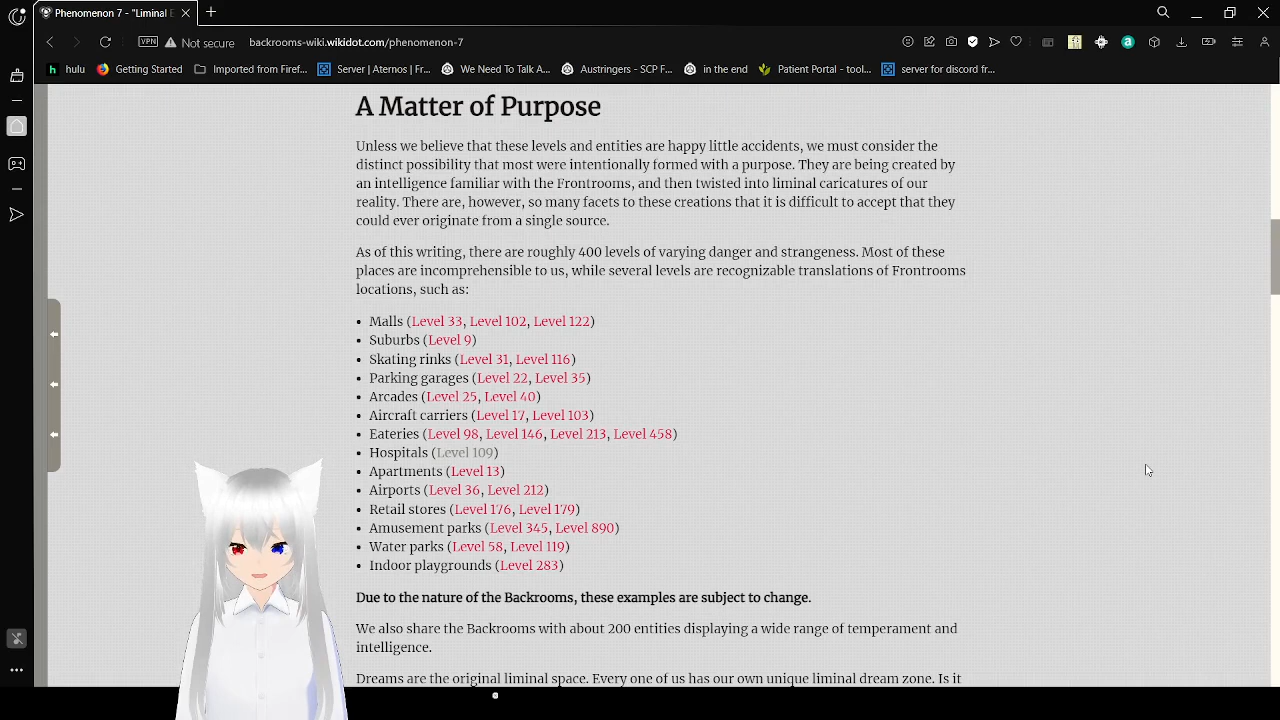 Phenomenon 7 - "Liminal E
VPN
Not secure
backrooms-wiki.wikidot.com/phenomenon-7
hulu
Getting Started
Imported from Firef...
Server | Aternos | Fr...
We Need To Talk A...
Austringers - SCP F...
in the end
Patient Portal - tool...
server for discord fr...
A Matter of Purpose
Unless we believe that these levels and entities are happy little accidents, we must consider the
distinct possibility that most were intentionally formed with a purpose. They are being created by
an intelligence familiar with the Frontrooms, and then twisted into liminal caricatures of our
reality. There are, however, so many facets to these creations that it is difficult to accept that they
could ever originate from a single source.
As of this writing, there are roughly 400 levels of varying danger and strangeness. Most of these
places are incomprehensible to us, while several levels are recognizable translations of Frontrooms
locations, such as:
• Malls (Level 33, Level 102, Level 122)
• Suburbs (Level 9)
• Skating rinks (Level 31, Level 116)
• Parking garages (Level 22, Level 35)
• Arcades (Level 25, Level 40)
• Aircraft carriers (Level 17, Level 103)
• Eateries (Level 98, Level 146, Level 213, Level 458)
• Hospitals (Level 109)
• Apartments (Level 13)
• Airports (Level 36, Level 212)
• Retail stores (Level 176, Level 179)
• Amusement parks (Level 345, Level 890)
• Water parks (Level 58, Level 119)
• Indoor playgrounds (Level 283)
Due to the nature of the Backrooms, these examples are subject to change.
We also share the Backrooms with about 200 entities displaying a wide range of temperament and
intelligence.
Dreams are the original liminal space. Every one of us has our own unique liminal dream zone. Is it